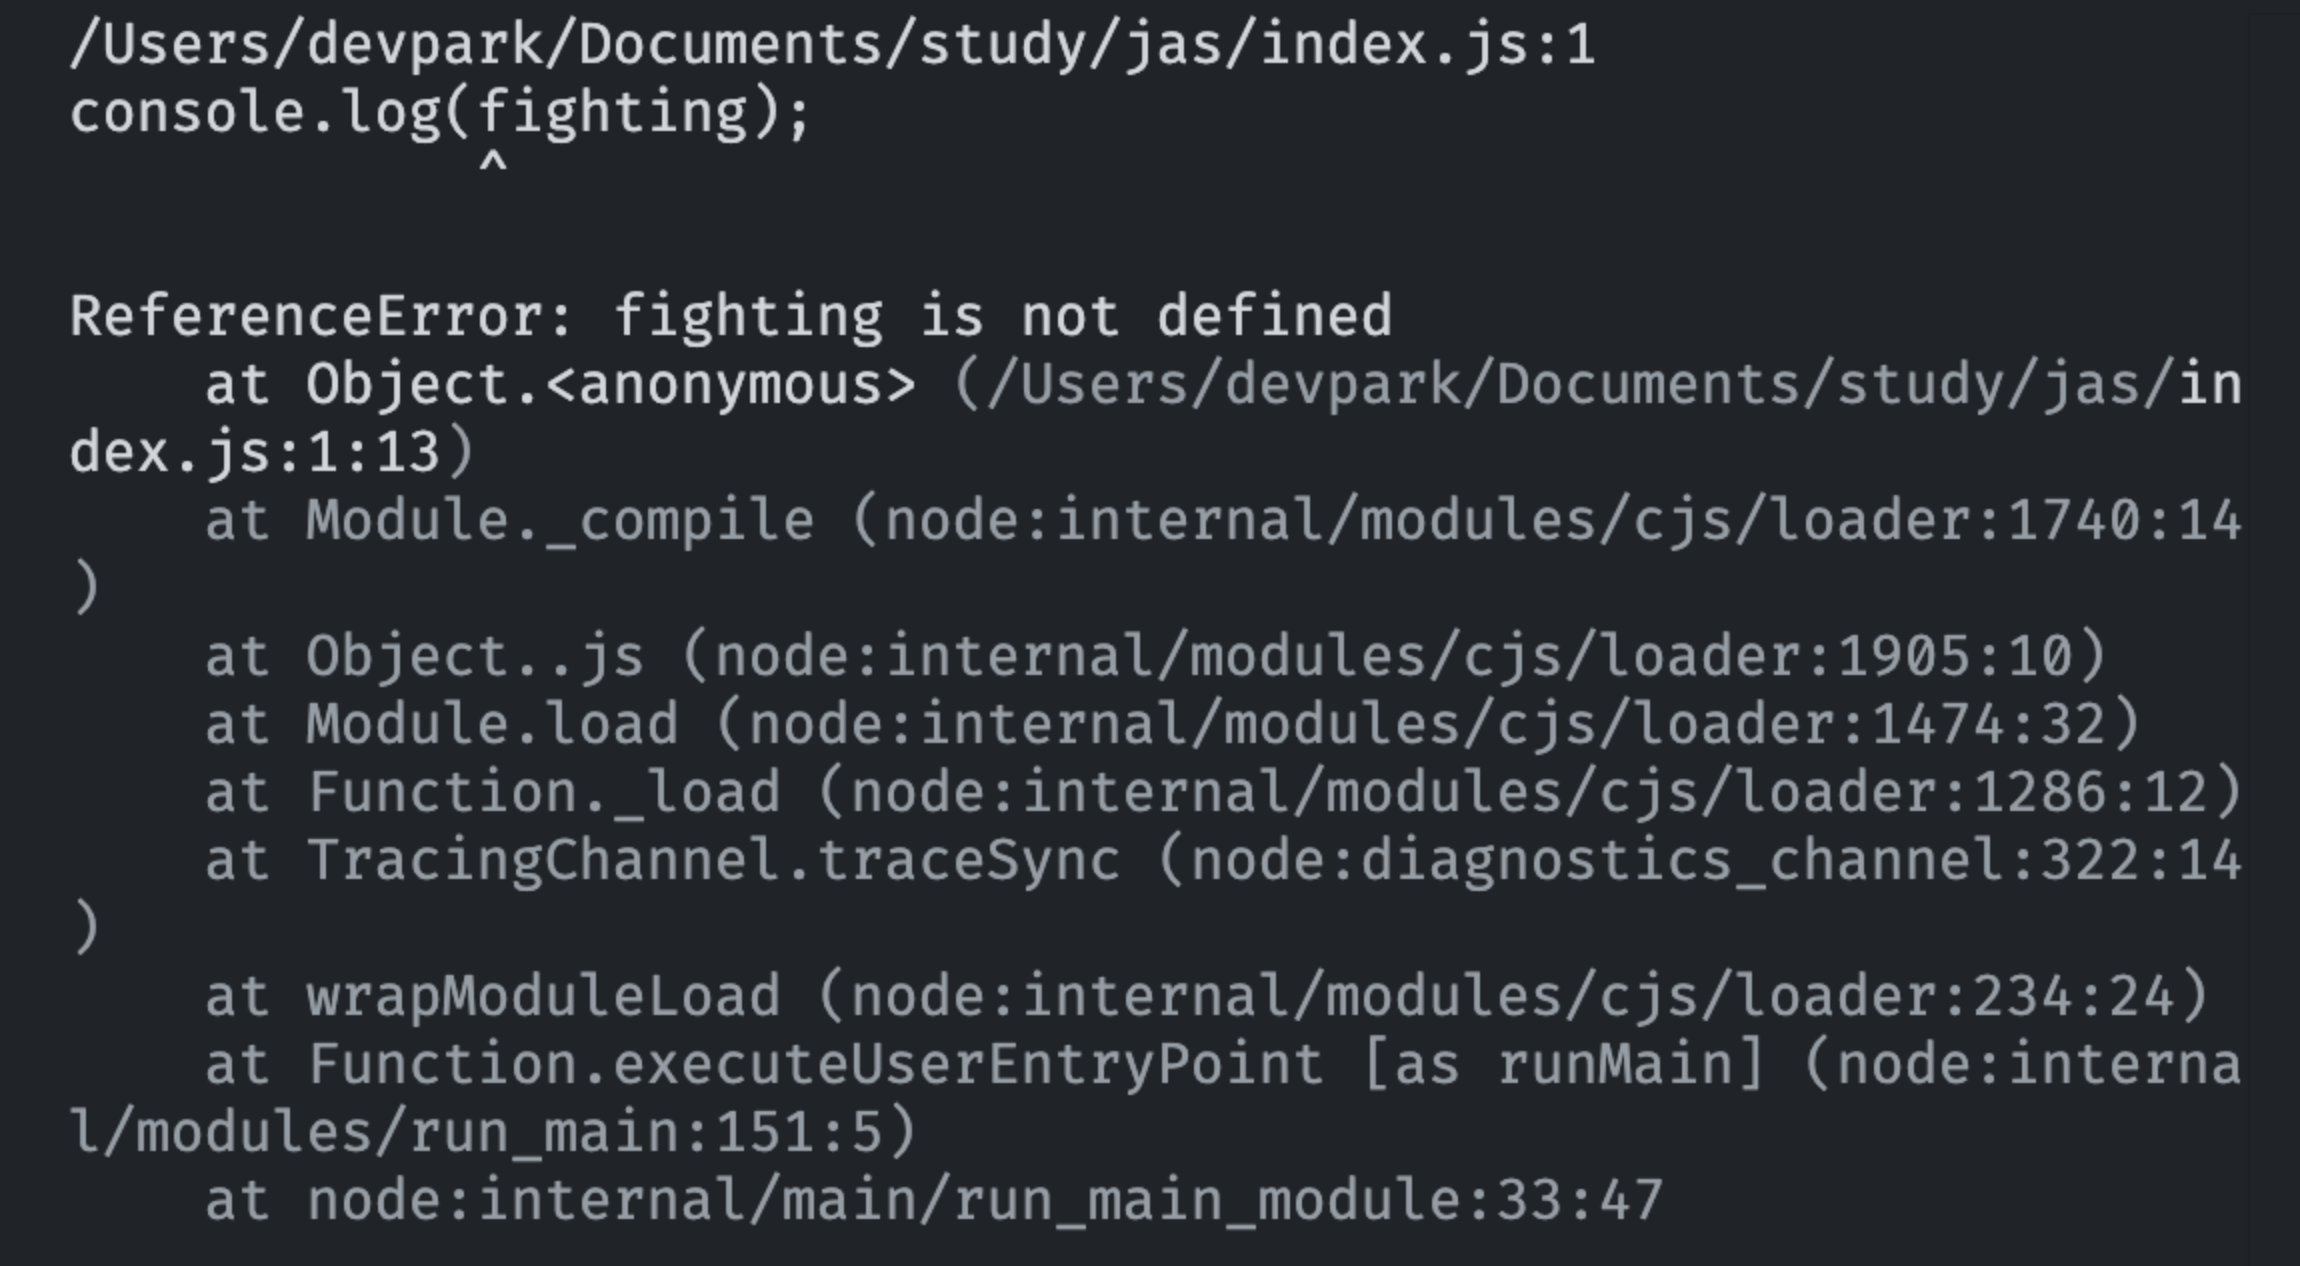 /Users/devpark/Documents/study/jas/index.js:1
console.log(fighting);
            ^
ReferenceError: fighting is not defined
    at Object.<anonymous> (/Users/devpark/Documents/study/jas/in
dex.js:1:13)
    at Module._compile (node:internal/modules/cjs/loader:1740:14
)
    at Object..js (node:internal/modules/cjs/loader:1905:10)
    at Module.load (node:internal/modules/cjs/loader:1474:32)
    at Function._load (node:internal/modules/cjs/loader:1286:12)
    at TracingChannel.traceSync (node:diagnostics_channel:322:14
)
    at wrapModuleLoad (node:internal/modules/cjs/loader:234:24)
    at Function.executeUserEntryPoint [as runMain] (node:interna
l/modules/run_main:151:5)
    at node:internal/main/run_main_module:33:47